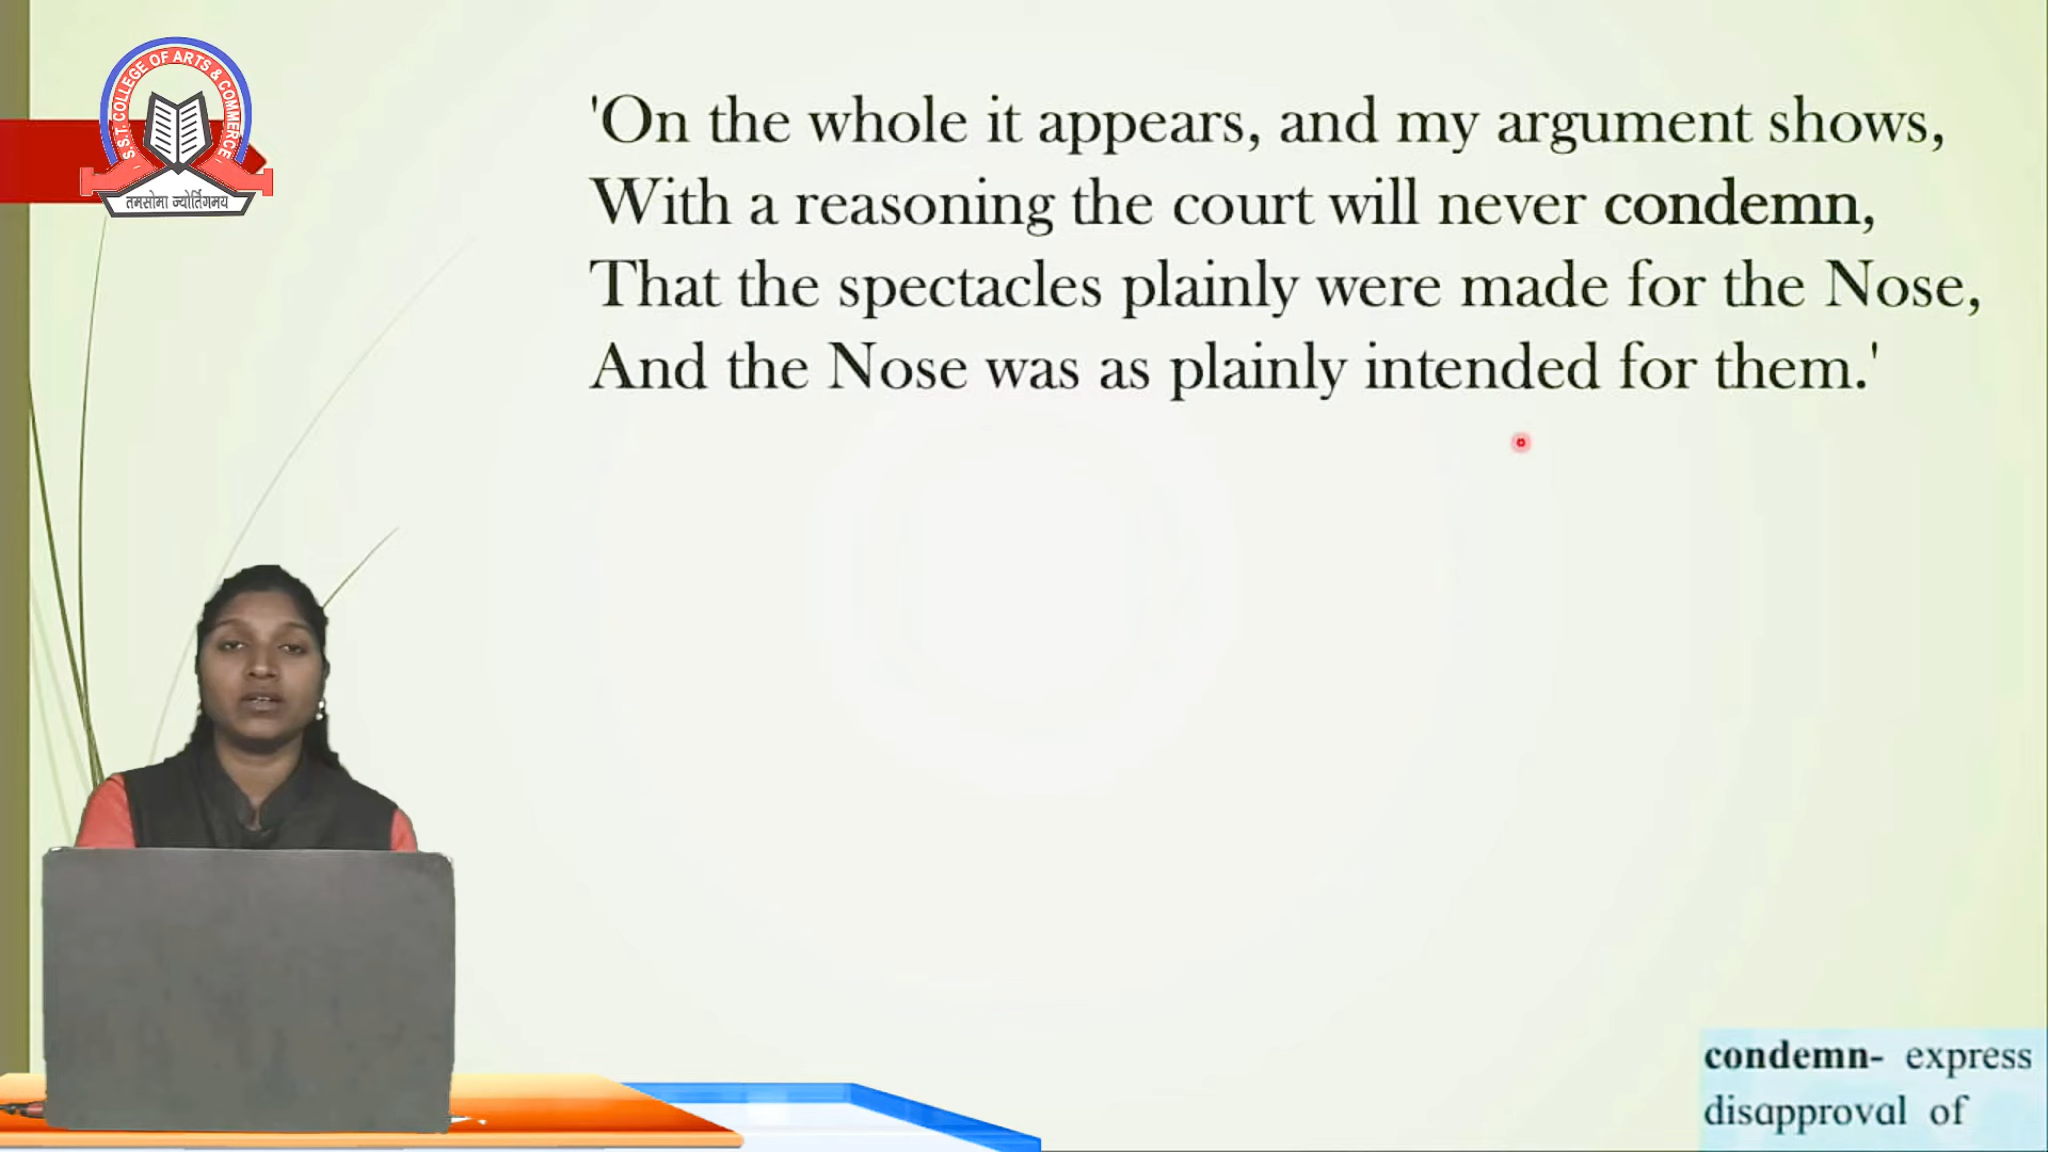 S.S.T. COLLEGE OF ARTS & COMMERCE
तमसोमा ज्योर्तिगमय
'On the whole it appears, and my argument shows,
With a reasoning the court will never condemn,
That the spectacles plainly were made for the Nose,
And the Nose was as plainly intended for them.'
condemn- express
disapproval of